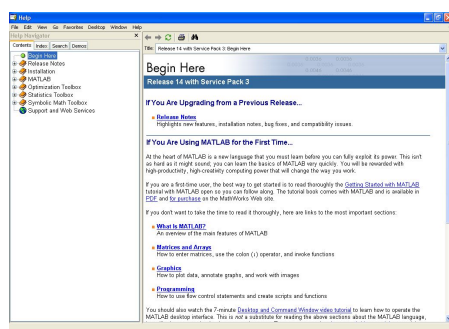 Help
File Edit View Go Favorites Desktop Window Help
Help Navigator
Contents Index Search Demos
Title: Release 14 with Service Pack 3: Begin Here
Begin Here
Release Notes
Installation
MATLAB
Optimization Toolbox
Statistics Toolbox
Symbolic Math Toolbox
Support and Web Services
Begin Here
Release 14 with Service Pack 3
If You Are Upgrading from a Previous Release...
Release Notes
Highlights new features, installation notes, bug fixes, and compatibility issues.
If You Are Using MATLAB for the First Time...
At the heart of MATLAB is a new language that you must learn before you can fully exploit its power. This isn't
as hard as it might sound; you can learn the basics of MATLAB very quickly. You will be rewarded with
high-productivity, high-creativity computing power that will change the way you work.
If you are a first-time user, the best way to get started is to read thoroughly the Getting Started with MATLAB
tutorial with MATLAB open so you can follow along. The tutorial book comes with MATLAB and is available in
PDF and for purchase on the MathWorks Web site.
If you don't want to take the time to read it thoroughly, here are links to the most important sections:
What Is MATLAB?
An overview of the main features of MATLAB
Matrices and Arrays
How to enter matrices, use the colon (:) operator, and invoke functions
Graphics
How to plot data, annotate graphs, and work with images
Programming
How to use flow control statements and create scripts and functions
You should also watch the 7-minute Desktop and Command Window video tutorial to learn how to operate the
MATLAB desktop interface. This is not a substitute for reading the above sections about the MATLAB language,